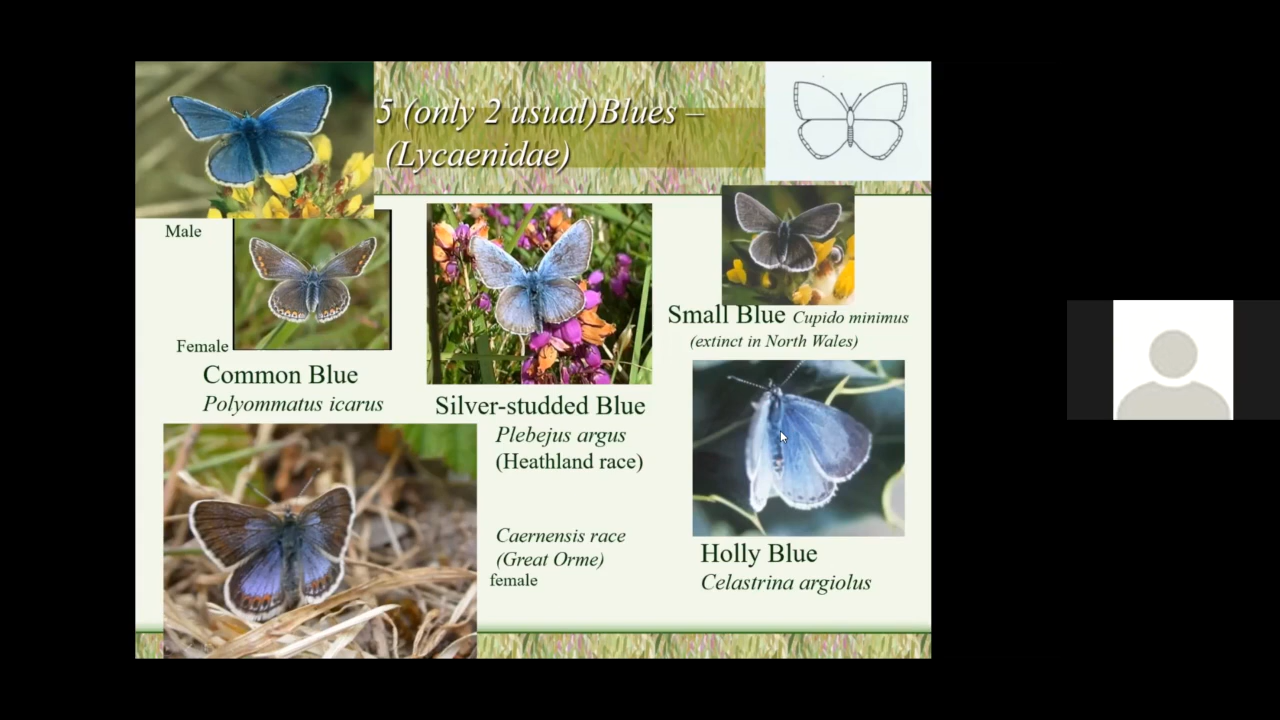 5 (only 2 usual)Blues –
(Lycaenidae)
Male
Female
Common Blue
Polyommatus icarus
Silver-studded Blue
Plebejus argus
(Heathland race)
Caernensis race
(Great Orme)
female
Small Blue Cupido minimus
(extinct in North Wales)
Holly Blue
Celastrina argiolus